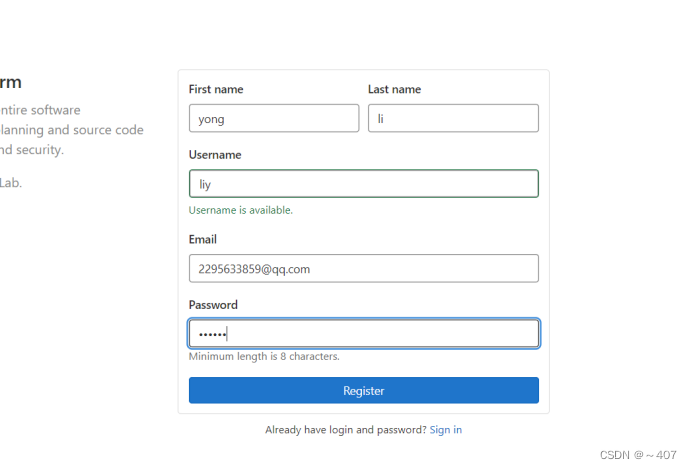 rm
ntire software
lanning and source code
nd security.
Lab.
First name
Last name
yong
li
Username
liy
Username is available.
Email
2295633859@qq.com
Password
••••••
Minimum length is 8 characters.
Register
Already have login and password? Sign in
CSDN @～407